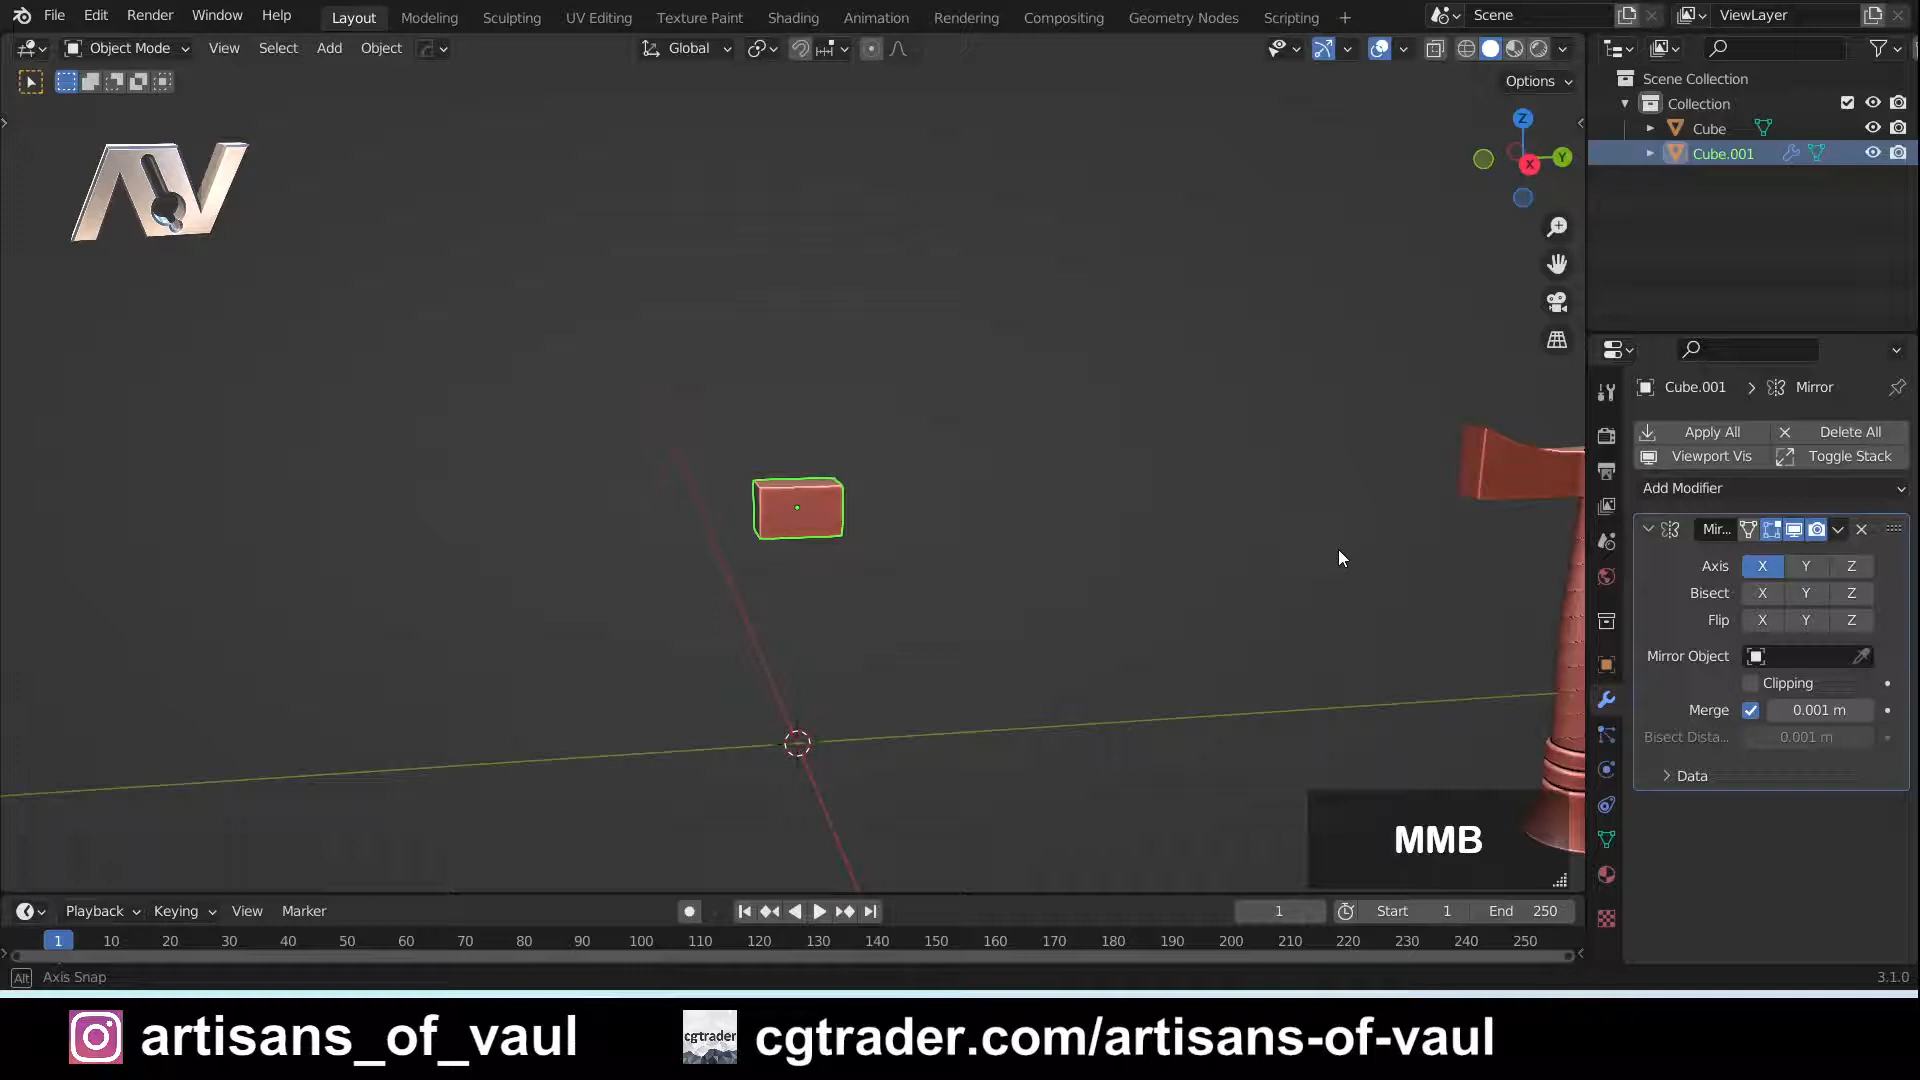 File Edit Render Window Help Layout Modeling Sculpting UV Editing Texture Paint Shading Animation Rendering Compositing Geometry Nodes Scripting + Scene ViewLayer
Object Mode View Select Add Object Global
Options
Scene Collection
Collection
Cube
Cube.001
AV
Z
Y
X
Cube.001 > Mirror
Apply All Delete All
Viewport Vis Toggle Stack
Add Modifier
Mir...
Axis X Y Z
Bisect X Y Z
Flip X Y Z
Mirror Object
Clipping
Merge 0.001 m
Bisect Dista... 0.001 m
> Data
MMB
Playback Keying View Marker 1 Start 1 End 250
1 10 20 30 40 50 60 70 80 90 100 110 120 130 140 150 160 170 180 190 200 210 220 230 240 250
Alt Axis Snap 3.1.0
artisans_of_vaul cgtrader cgtrader.com/artisans-of-vaul